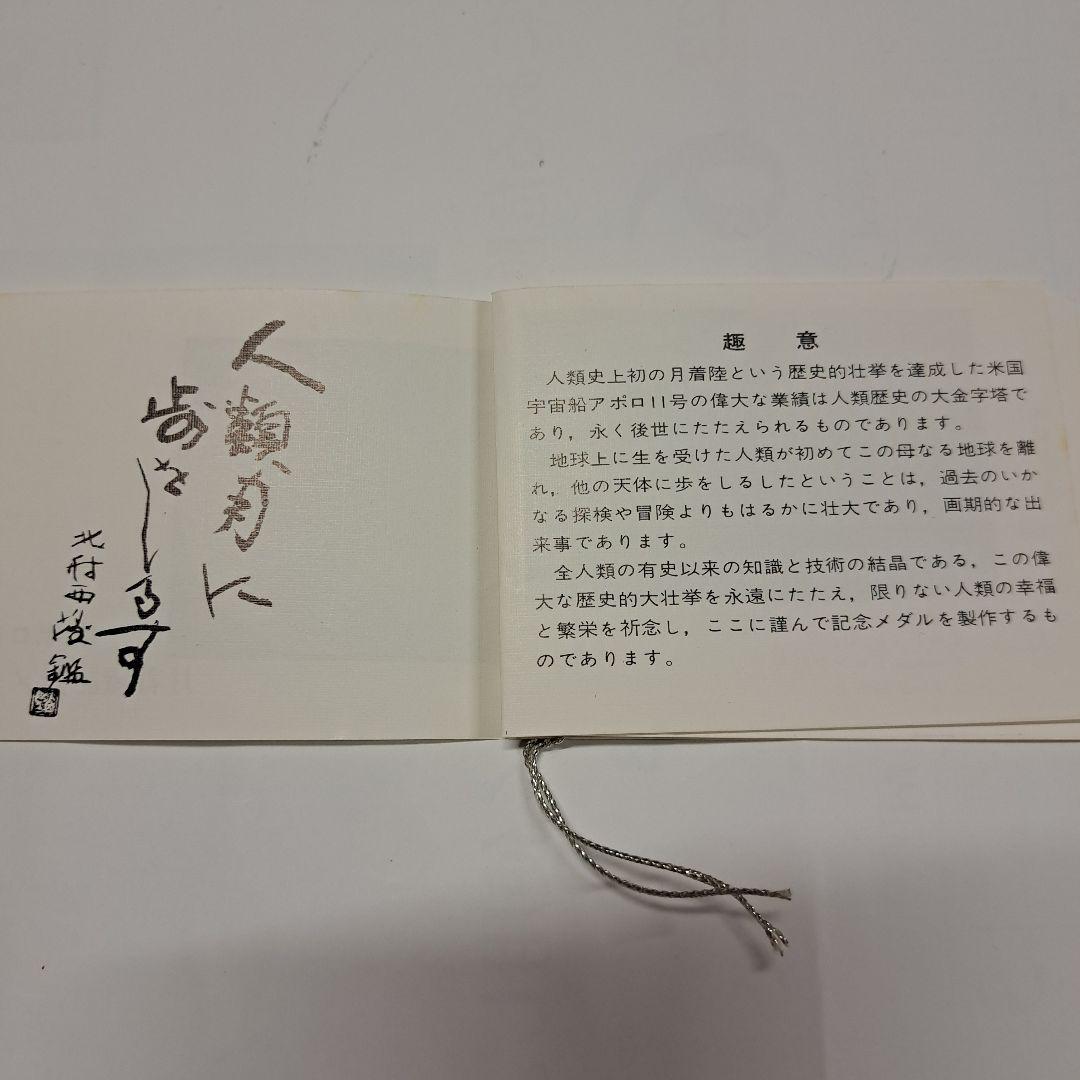 人類月に
歩をしるす
北村西望鑑
趣　意
人類史上初の月着陸という歴史的壮挙を達成した米国
宇宙船アポロ11号の偉大な業績は人類歴史の大金字塔で
あり，永く後世にたたえられるものであります。
地球上に生を受けた人類が初めてこの母なる地球を離
れ，他の天体に歩をしるしたということは，過去のいか
なる探検や冒険よりもはるかに壮大であり，画期的な出
来事であります。
全人類の有史以来の知識と技術の結晶である，この偉
大な歴史的大壮挙を永遠にたたえ，限りない人類の幸福
と繁栄を祈念し，ここに謹んで記念メダルを製作するも
のであります。